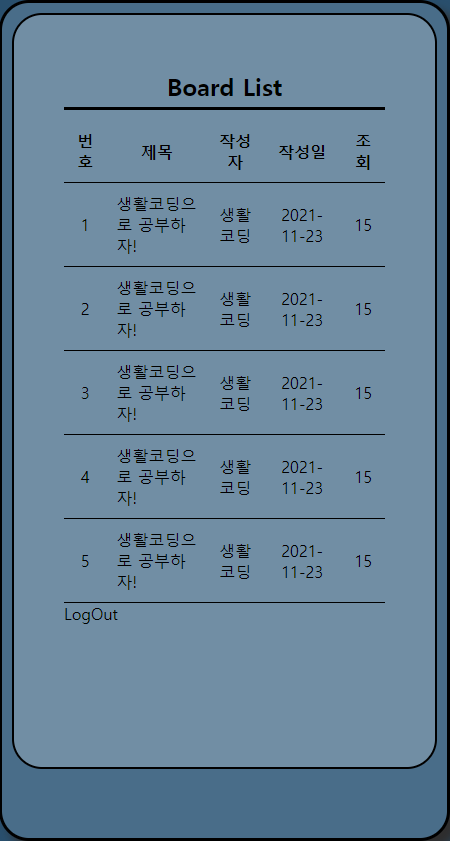 Board List
번호 제목 작성자 작성일 조회
1 생활코딩으로 공부하자! 생활코딩 2021-11-23 15
2 생활코딩으로 공부하자! 생활코딩 2021-11-23 15
3 생활코딩으로 공부하자! 생활코딩 2021-11-23 15
4 생활코딩으로 공부하자! 생활코딩 2021-11-23 15
5 생활코딩으로 공부하자! 생활코딩 2021-11-23 15
LogOut